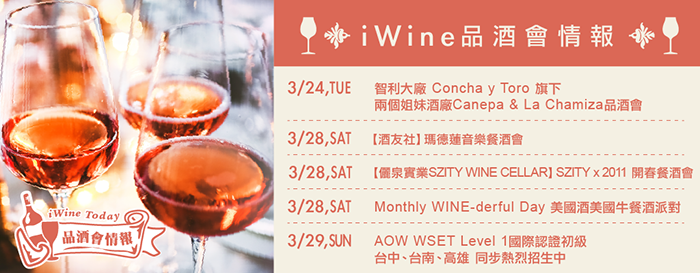 iWine品酒會情報
3/24,TUE 智利大廠 Concha y Toro 旗下
兩個姐妹酒廠Canepa & La Chamiza品酒會
3/28,SAT 【酒友社】瑪德蓮音樂餐酒會
3/28,SAT 【儷泉實業SZITY WINE CELLAR】SZITY x 2011 開春餐酒會
3/28,SAT Monthly WINE-derful Day 美國酒美國牛餐酒派對
3/29,SUN AOW WSET Level 1國際認證初級
台中、台南、高雄 同步熱烈招生中
iWine Today
品酒會情報